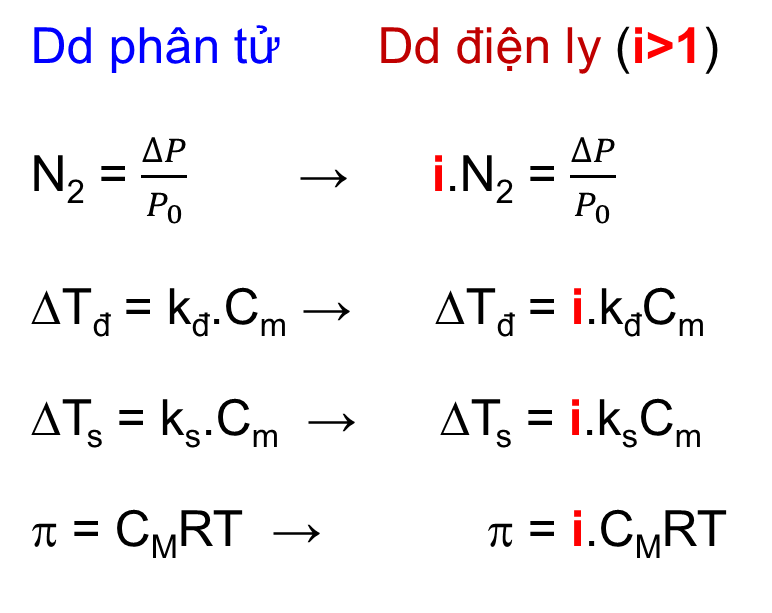 Dd phân tử Dd điện ly (i>1)
N₂ = ΔP/P₀ → i.N₂ = ΔP/P₀
ΔTđ = kđ.Cm → ΔTđ = i.kđCm
ΔTs = ks.Cm → ΔTs = i.ksCm
π = CMRT → π = i.CMRT